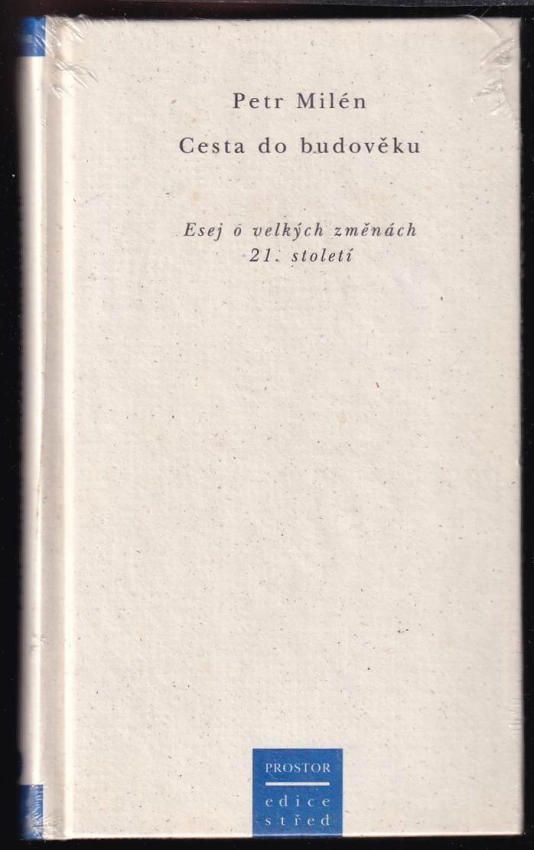 Petr Milén
Cesta do budověku
Esej o velkých změnách
21. století
PROSTOR
edice
střed